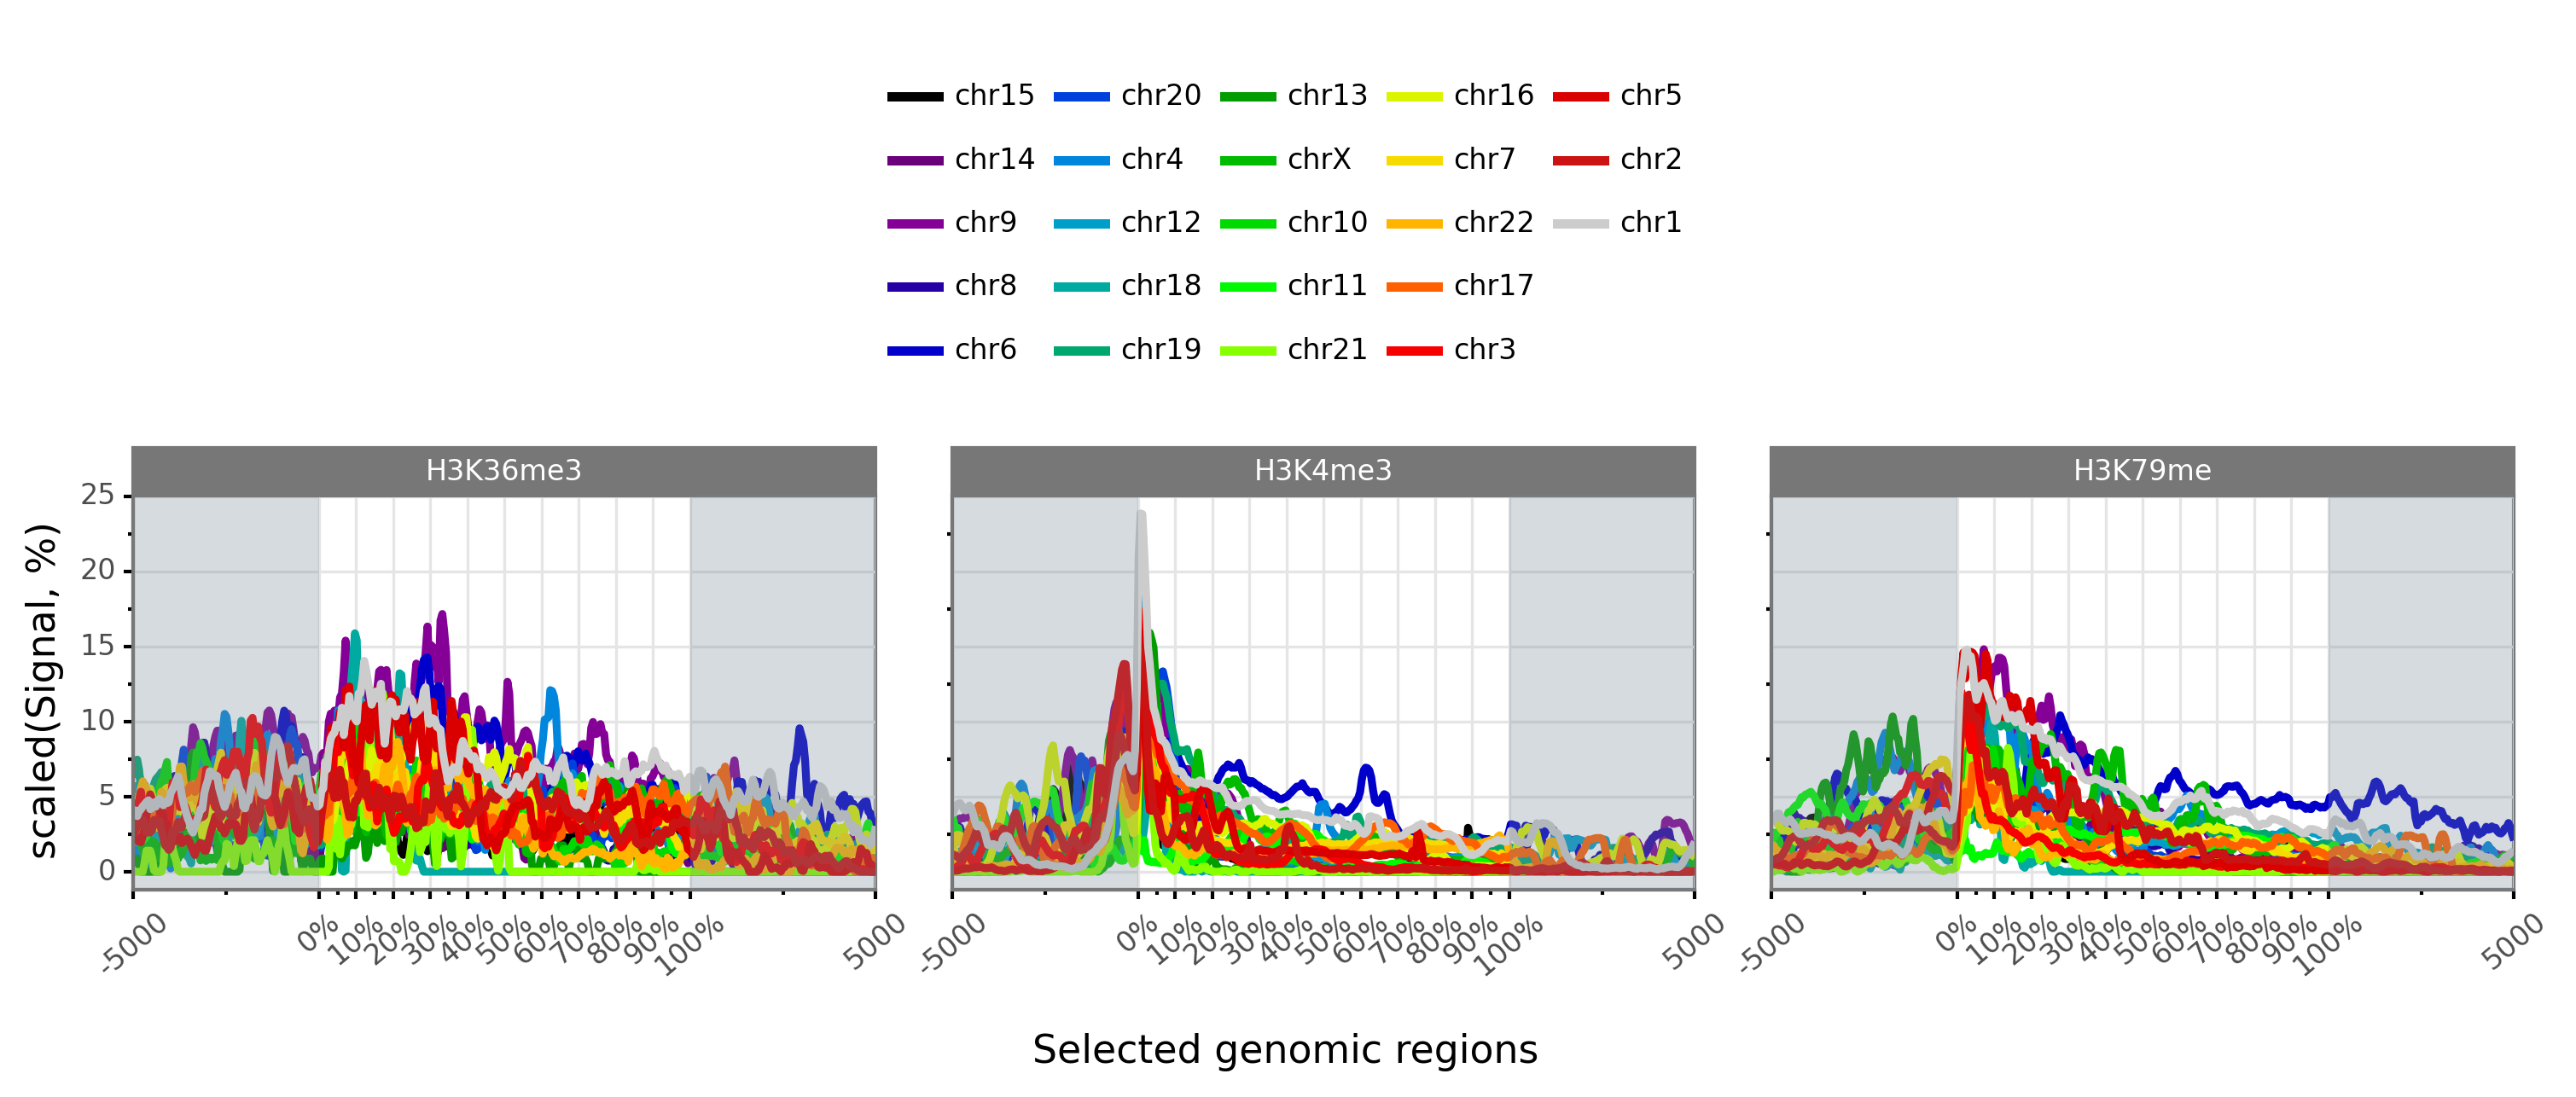 chr15 chr20 chr13 chr16 chr5
chr14 chr4 chrX chr7 chr2
chr9 chr12 chr10 chr22 chr1
chr8 chr18 chr11 chr17
chr6 chr19 chr21 chr3
H3K36me3 H3K4me3 H3K79me
25
20
15
10
5
0
scaled(Signal, %)
-5000 0% 10% 20% 30% 40% 50% 60% 70% 80% 90% 100% 5000
-5000 0% 10% 20% 30% 40% 50% 60% 70% 80% 90% 100% 5000
-5000 0% 10% 20% 30% 40% 50% 60% 70% 80% 90% 100% 5000
Selected genomic regions